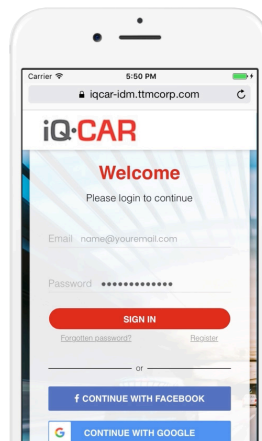 Carrier 5:50 PM
iqcar-idm.ttmcorp.com
iQ·CAR
Welcome
Please login to continue
Email name@youremail.com
Password •••••••••••••
SIGN IN
Forgotten password? Register
or
f CONTINUE WITH FACEBOOK
G CONTINUE WITH GOOGLE